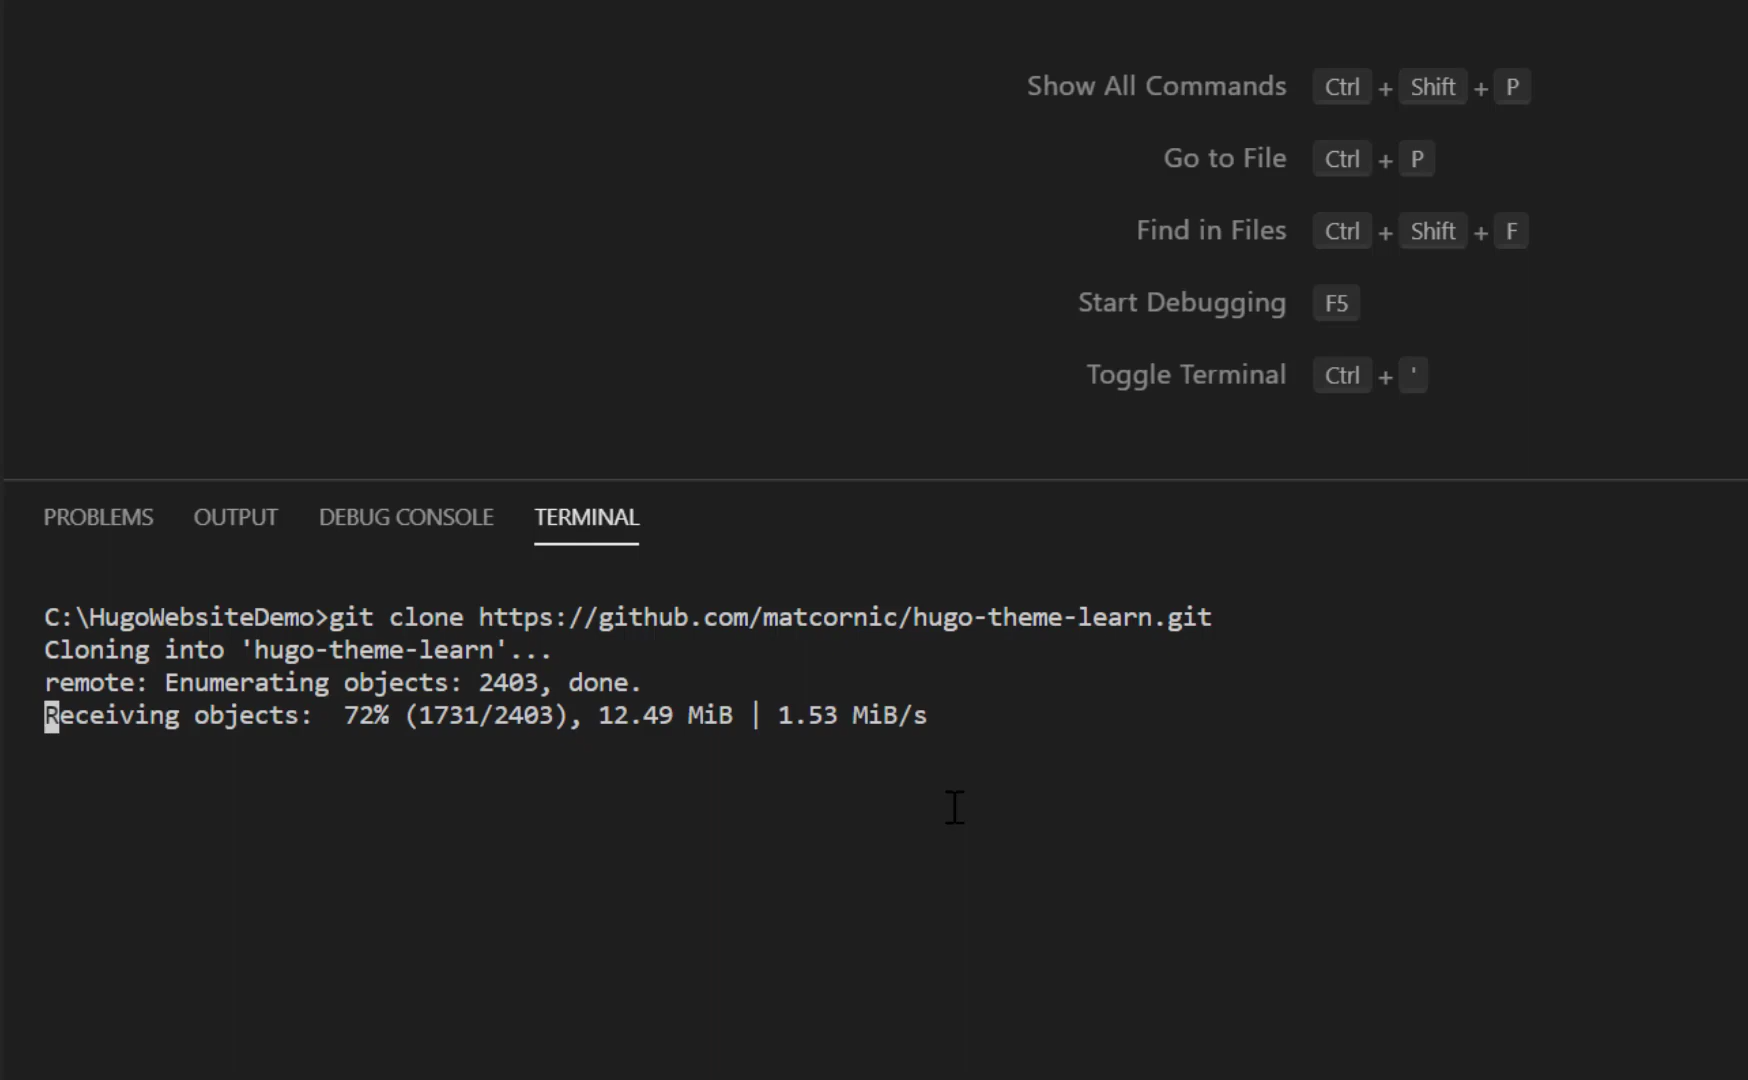 Show All Commands Ctrl + Shift + P
Go to File Ctrl + P
Find in Files Ctrl + Shift + F
Start Debugging F5
Toggle Terminal Ctrl + '
PROBLEMS OUTPUT DEBUG CONSOLE TERMINAL
C:\HugoWebsiteDemo>git clone https://github.com/matcornic/hugo-theme-learn.git
Cloning into 'hugo-theme-learn'...
remote: Enumerating objects: 2403, done.
Receiving objects:  72% (1731/2403), 12.49 MiB | 1.53 MiB/s